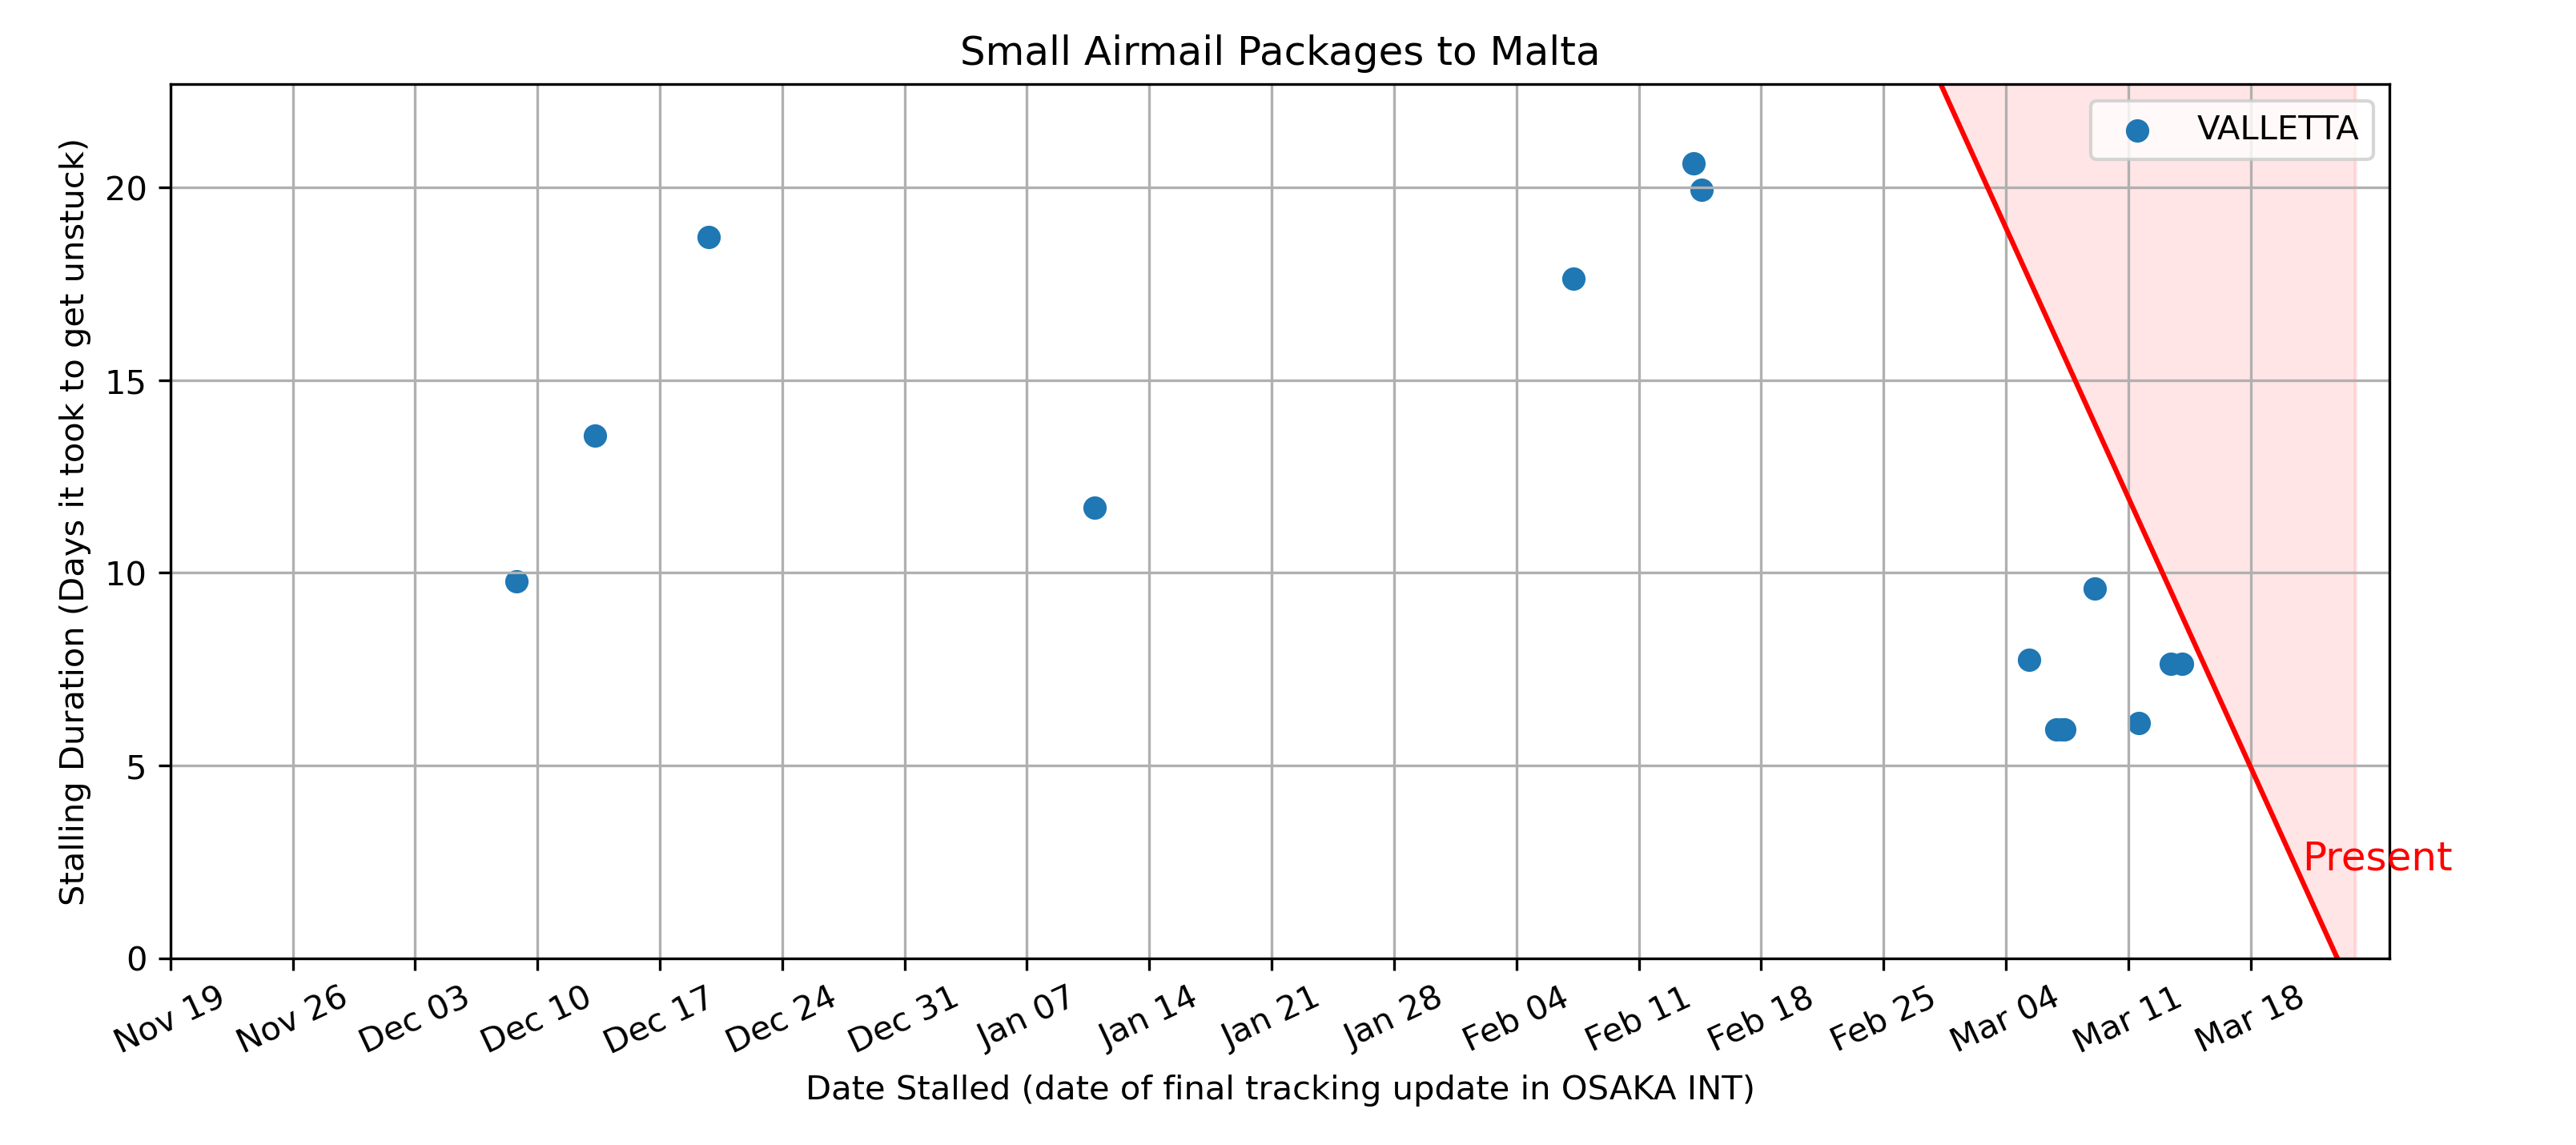 Small Airmail Packages to Malta
VALLETTA
Stalling Duration (Days it took to get unstuck)
20
15
10
5
0
Present
Nov 19
Nov 26
Dec 03
Dec 10
Dec 17
Dec 24
Dec 31
Jan 07
Jan 14
Jan 21
Jan 28
Feb 04
Feb 11
Feb 18
Feb 25
Mar 04
Mar 11
Mar 18
Date Stalled (date of final tracking update in OSAKA INT)